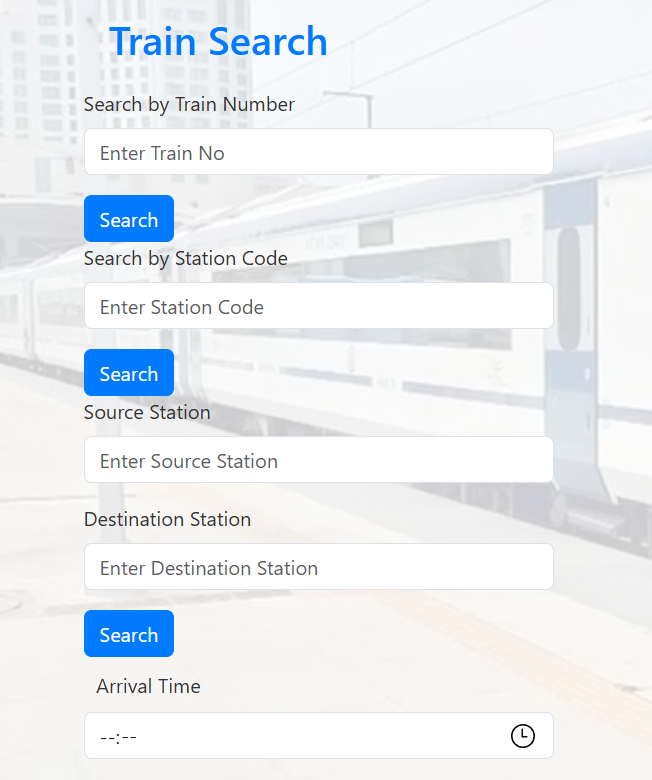 Train Search
Search by Train Number
Enter Train No
Search
Search by Station Code
Enter Station Code
Search
Source Station
Enter Source Station
Destination Station
Enter Destination Station
Search
Arrival Time
--:--